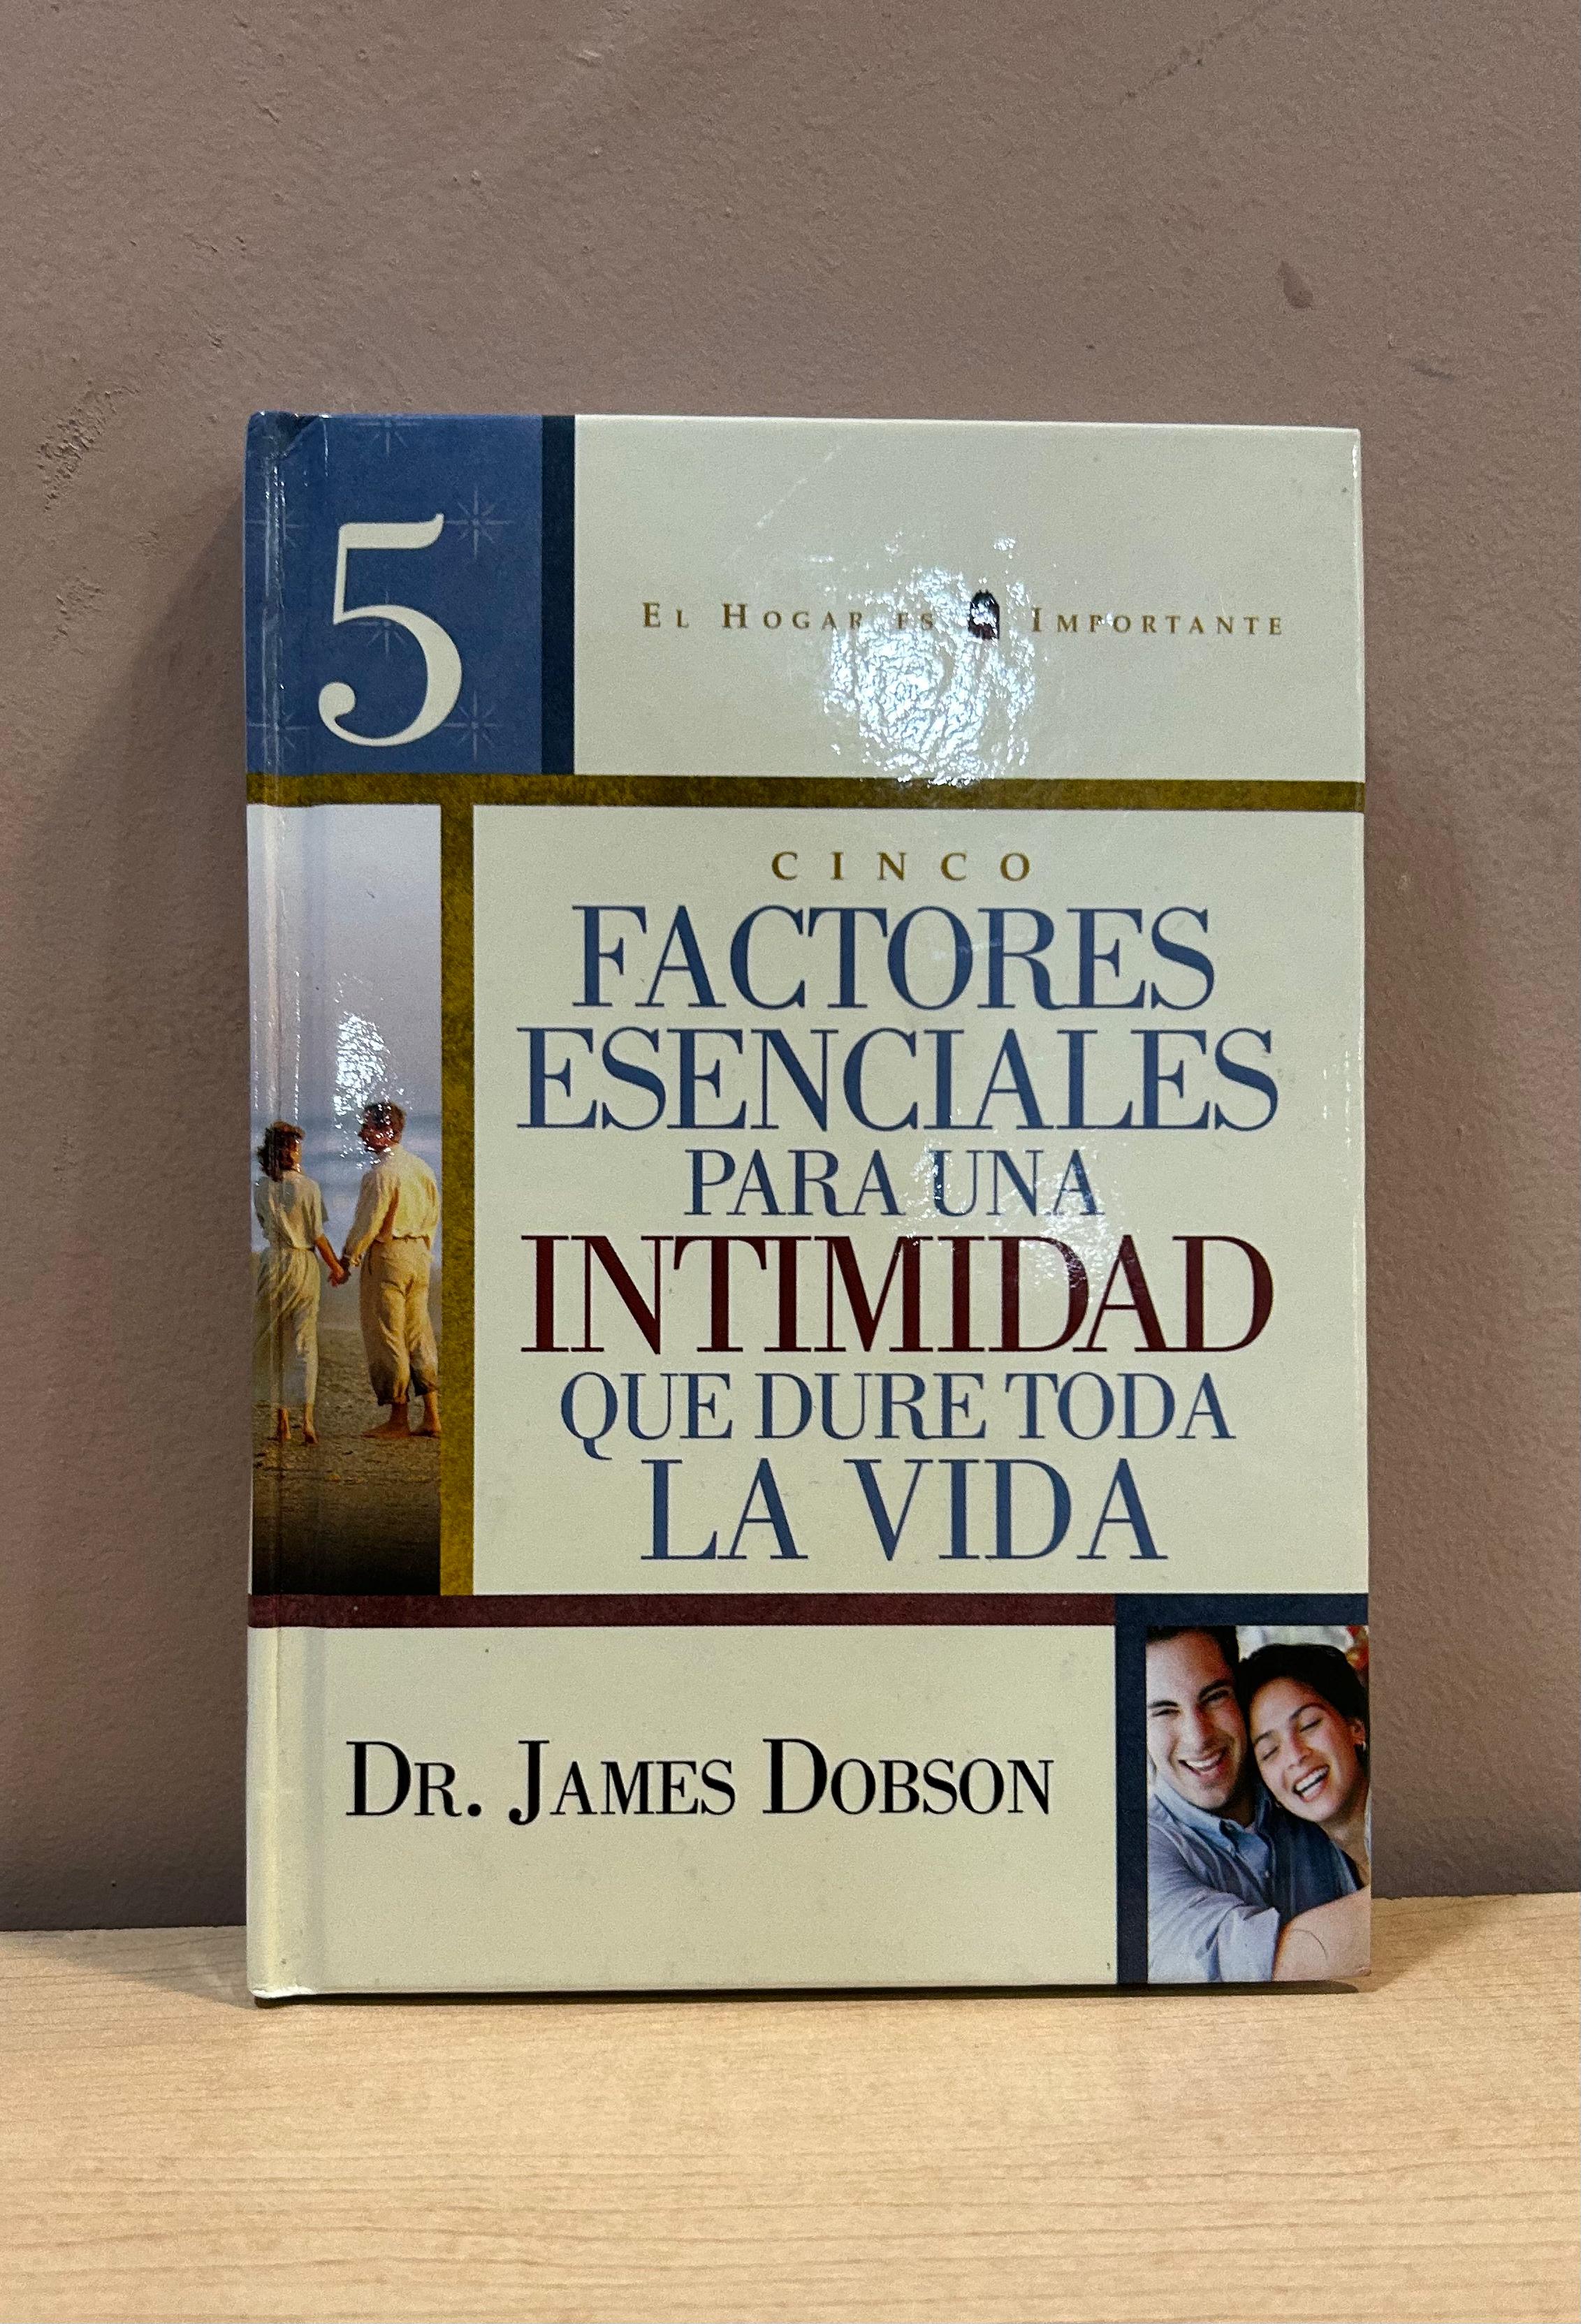 5
El Hogar es Importante
CINCO
FACTORES
ESENCIALES
PARA UNA
INTIMIDAD
QUE DURE TODA
LA VIDA
DR. JAMES DOBSON